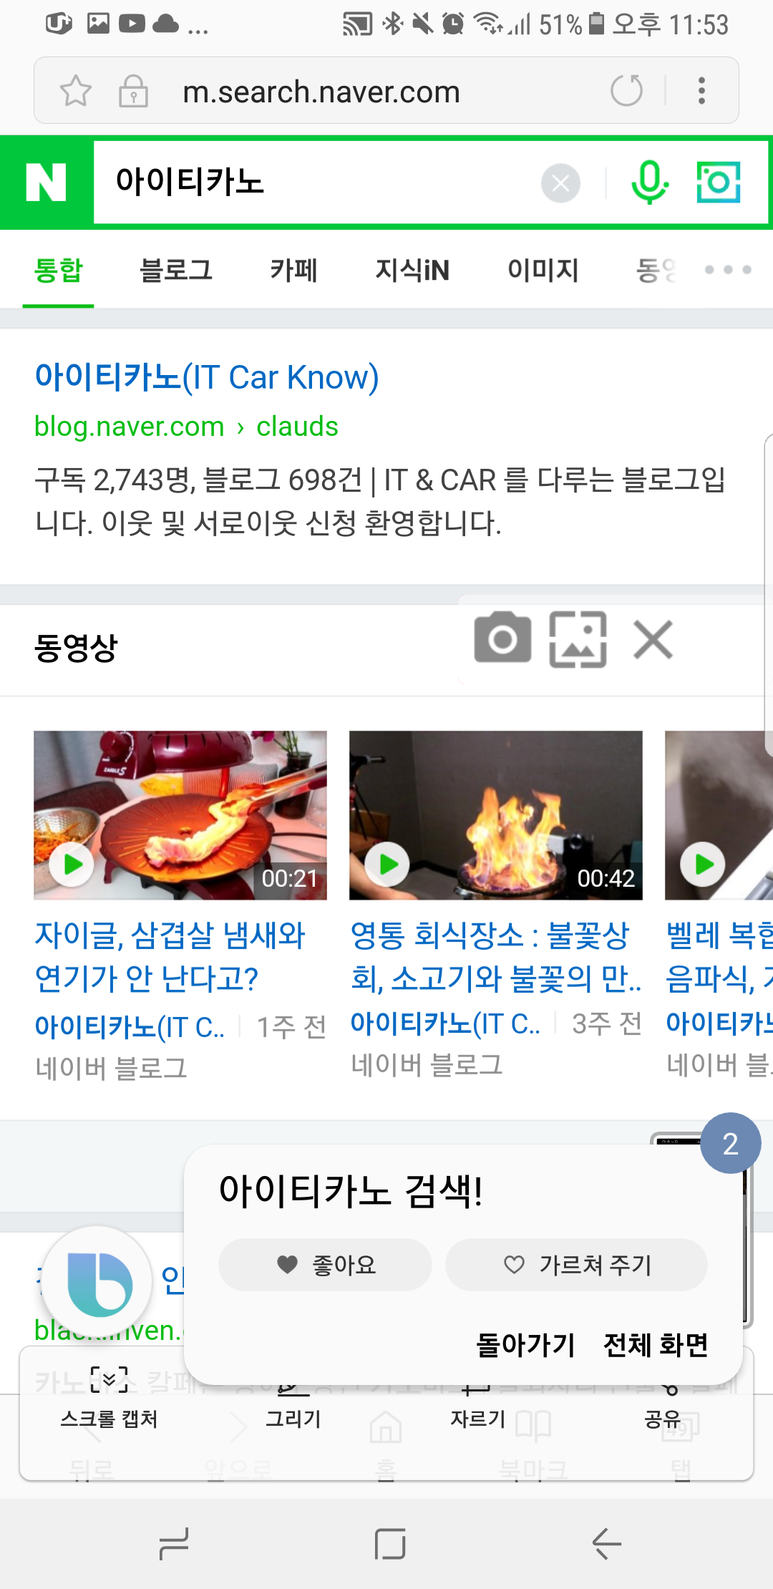 51% 오후 11:53
m.search.naver.com
N 아이티카노
통합 블로그 카페 지식iN 이미지
아이티카노(IT Car Know)
blog.naver.com › clauds
구독 2,743명, 블로그 698건 | IT & CAR 를 다루는 블로그입
니다. 이웃 및 서로이웃 신청 환영합니다.
동영상
00:21
00:42
자이글, 삼겹살 냄새와
연기가 안 난다고?
아이티카노(IT C.. 1주 전
네이버 블로그
영통 회식장소 : 불꽃상
회, 소고기와 불꽃의 만..
아이티카노(IT C.. 3주 전
네이버 블로그
벨레 복합
음파식,
아이티카노
네이버 블
2
아이티카노 검색!
좋아요 가르쳐 주기
돌아가기 전체 화면
인
스크롤 캡처 그리기 자르기 공유
뒤로 앞으로 홈 북마크 탭